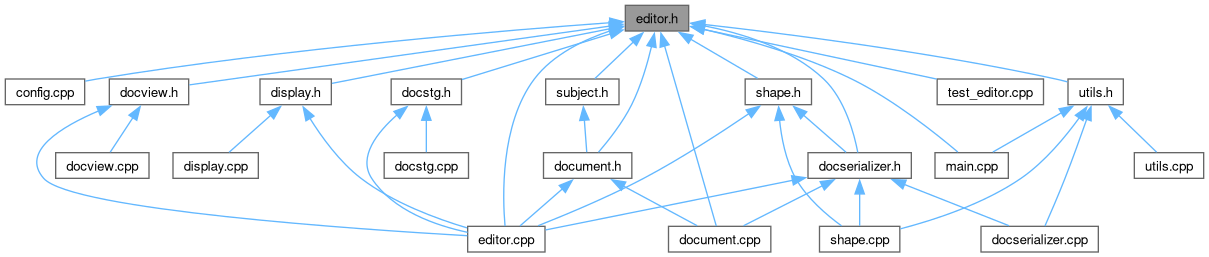 editor.h
config.cpp
docview.h
display.h
docstg.h
subject.h
shape.h
test_editor.cpp
utils.h
docview.cpp
display.cpp
docstg.cpp
document.h
docserializer.h
main.cpp
utils.cpp
editor.cpp
document.cpp
shape.cpp
docserializer.cpp